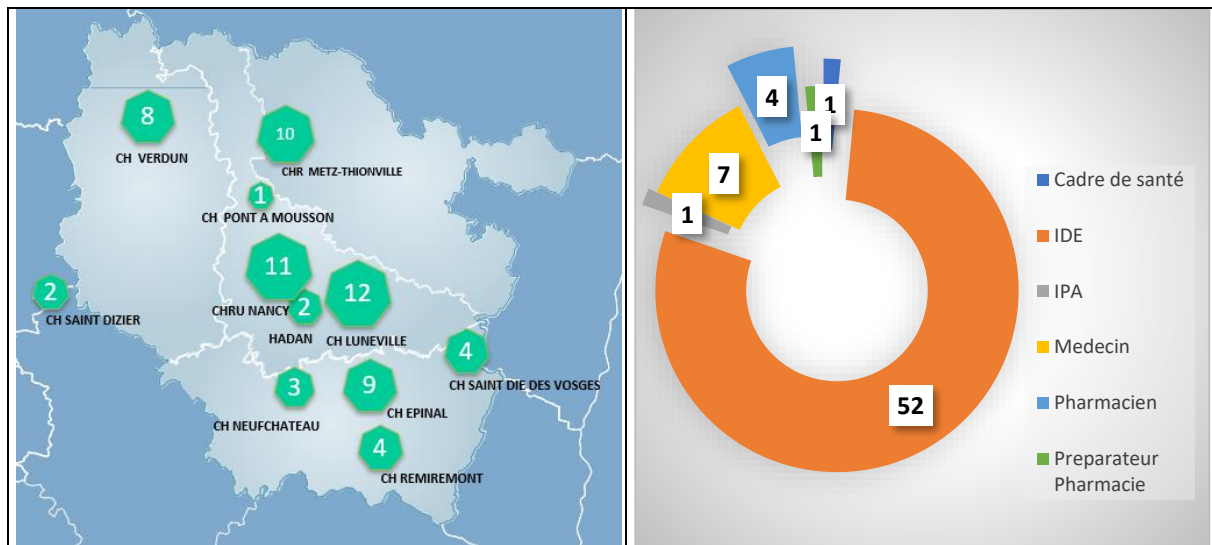 8
CH VERDUN
10
CHR METZ-THIONVILLE
1
CH PONT A MOUSSON
11
CHRU NANCY
2
HADAN
12
CH LUNEVILLE
2
CH SAINT DIZIER
4
CH SAINT DIE DES VOSGES
3
CH NEUFCHATEAU
9
CH EPINAL
4
CH REMIREMONT
4
1
1
7
1
52
Cadre de santé
IDE
IPA
Medecin
Pharmacien
Preparateur
Pharmacie